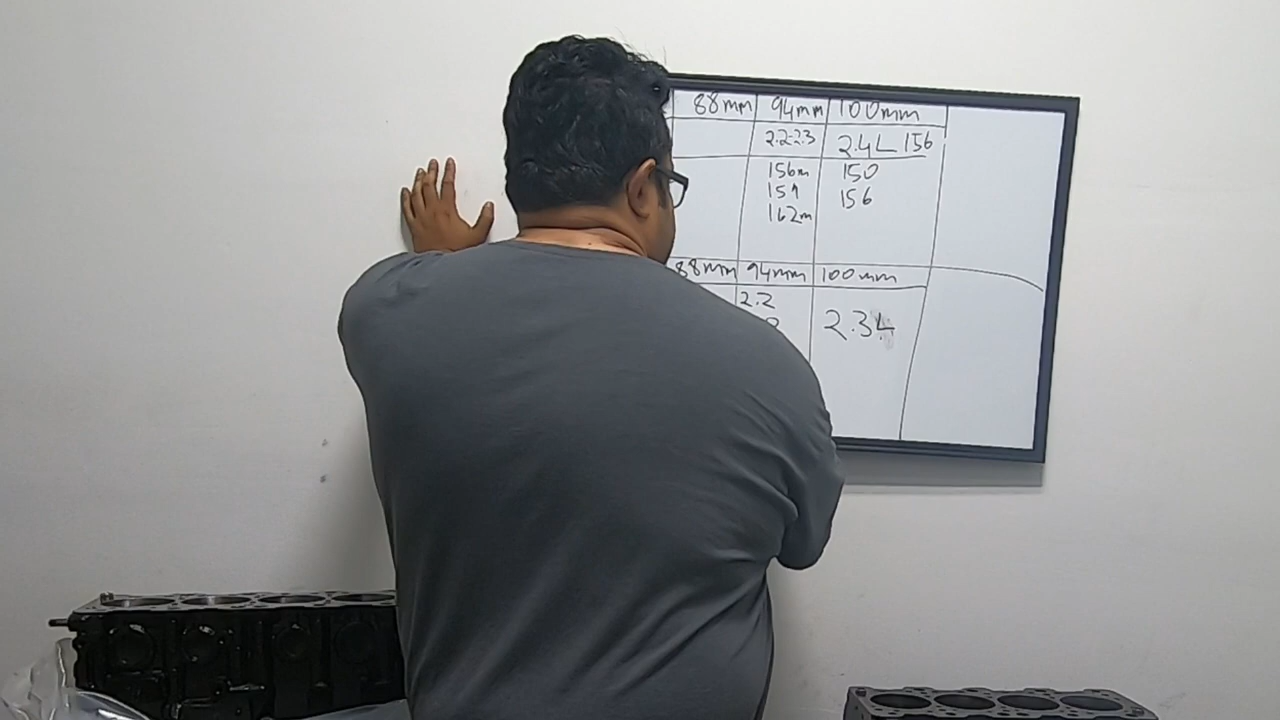 88mm 94mm 100mm
2.2-2.3 2.4L 156
156m 150
159 156
162m
88mm 94mm 100mm
2.2
2.3L